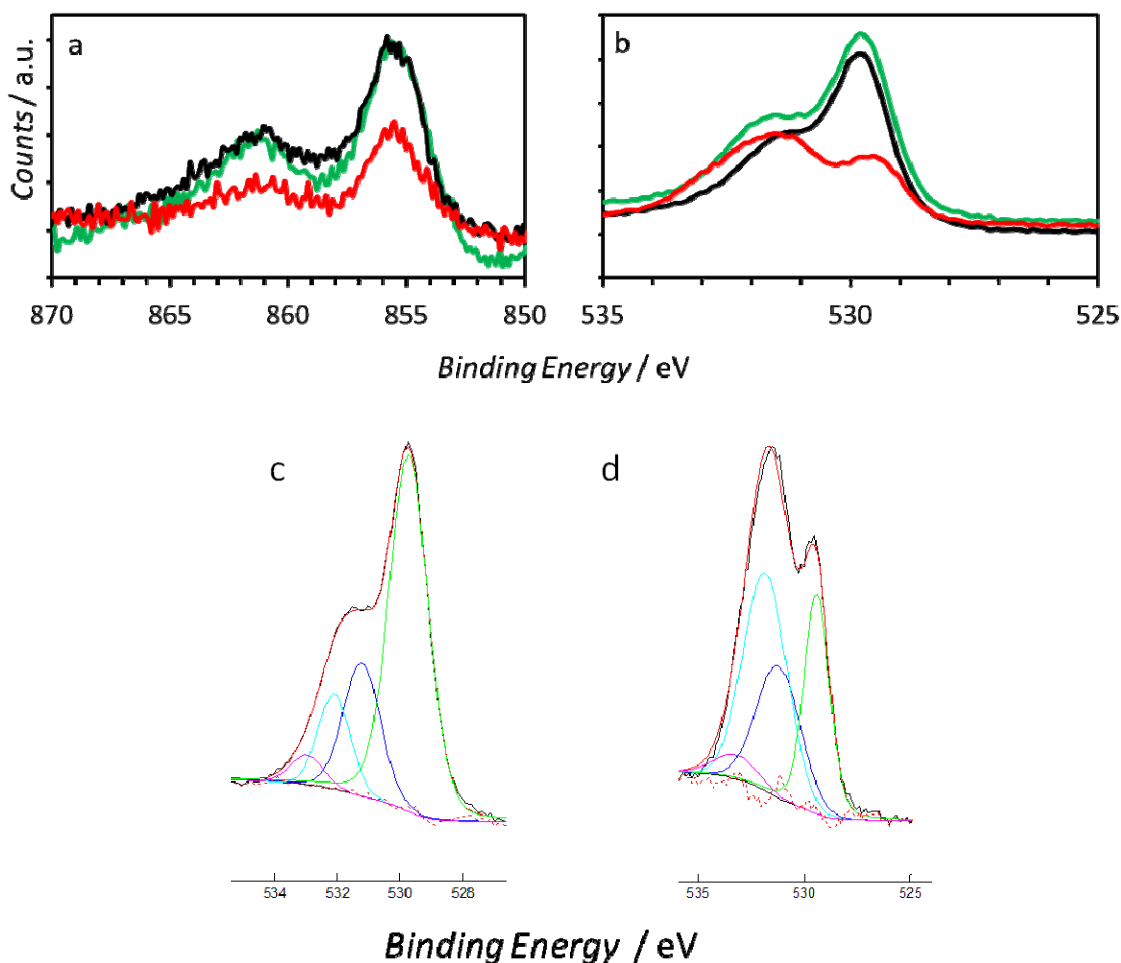 a
b
Counts / a.u.
870 865 860 855 850
535 530 525
Binding Energy / eV
c
d
534 532 530 528
535 530 525
Binding Energy / eV